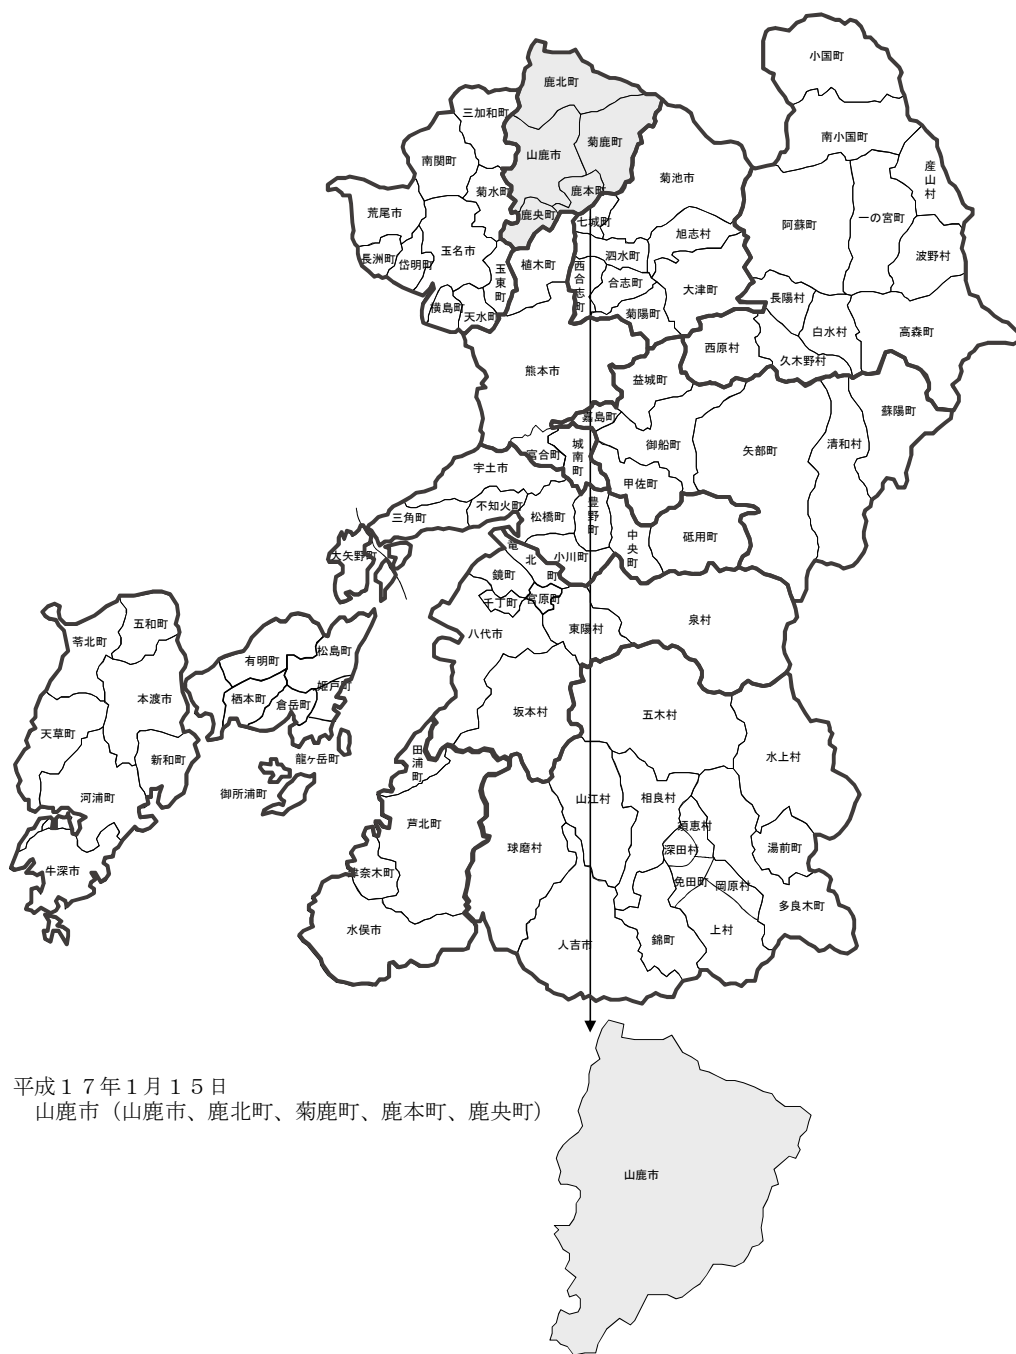 小国町
鹿北町
三加和町
南小国町
菊鹿町
山鹿市
南関町
産山村
菊池市
鹿本町
菊水町
荒尾市
鹿央町
七城町
一の宮町
阿蘇町
旭志村
玉名市
泗水町
波野村
長洲町
岱明町
植木町
玉東町
西合志町
合志町
大津町
長陽村
横島町
天水町
菊陽町
白水村
高森町
西原村
久木野村
熊本市
益城町
蘇陽町
嘉島町
城南町
御船町
清和村
矢部町
富合町
宇土市
甲佐町
不知火町
三角町
松橋町
豊野町
中央町
砥用町
大矢野町
竜北町
小川町
鏡町
千丁町
宮原町
五和町
八代市
東陽村
泉村
苓北町
松島町
有明町
姫戸町
栖本町
倉岳町
本渡市
坂本村
五木村
天草町
田浦町
新和町
龍ヶ岳町
水上村
御所浦町
河浦町
山江村
相良村
芦北町
須恵村
球磨村
深田村
湯前町
牛深市
津奈木町
免田町
岡原村
多良木町
水俣市
上村
錦町
人吉市
平成１７年１月１５日
山鹿市（山鹿市、鹿北町、菊鹿町、鹿本町、鹿央町）
山鹿市